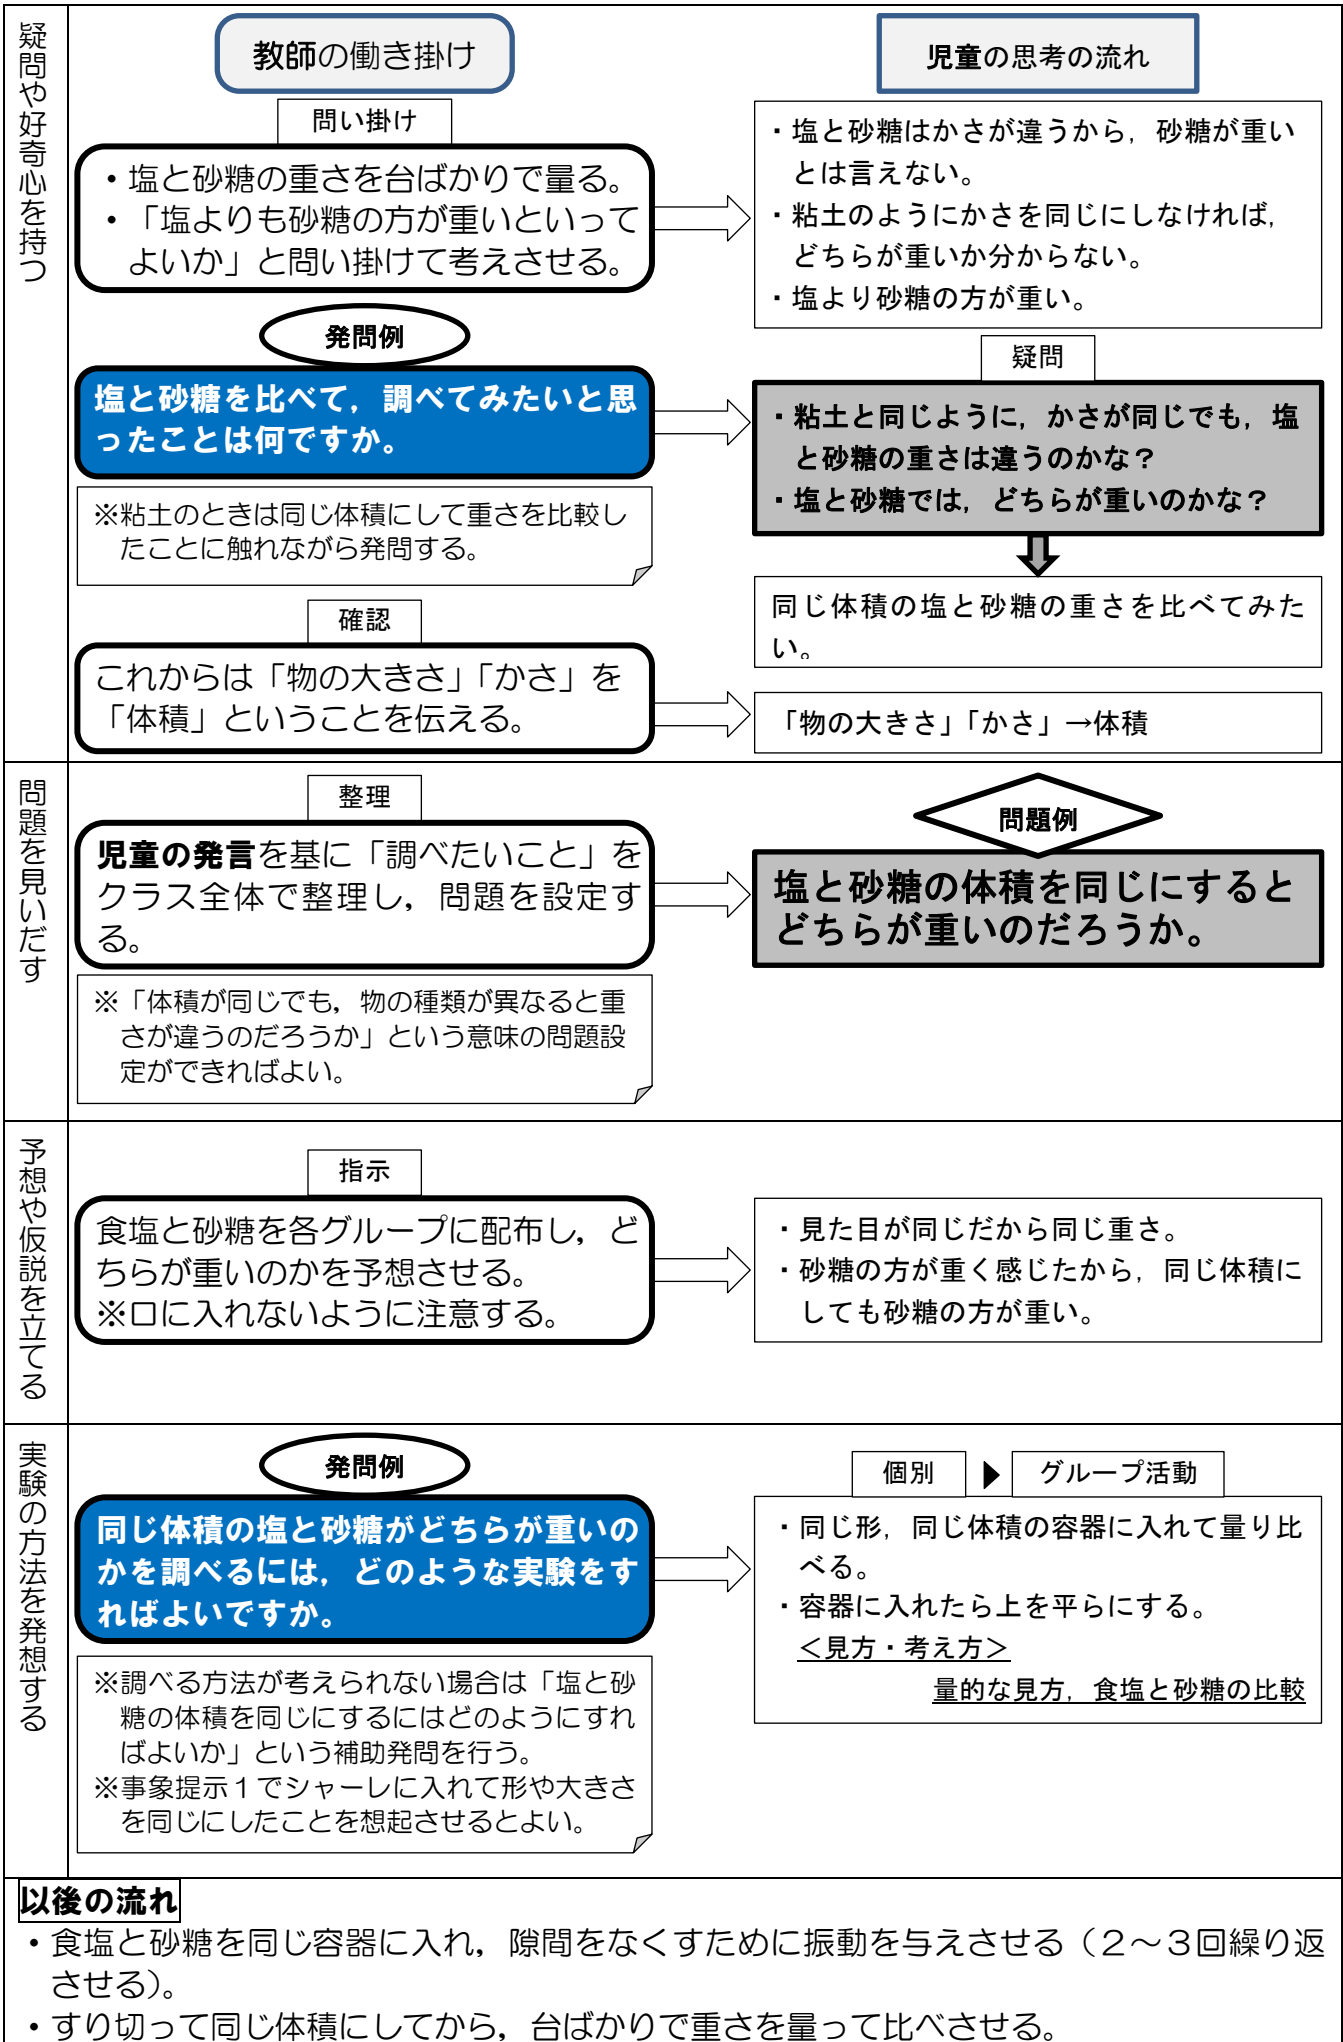 疑問や好奇心を持つ
教師の働き掛け
児童の思考の流れ
問い掛け
・塩と砂糖の重さを台ばかりで量る。
・「塩よりも砂糖の方が重いといって
よいか」と問い掛けて考えさせる。
・塩と砂糖はかさが違うから，砂糖が重い
とは言えない。
・粘土のようにかさを同じにしなければ，
どちらが重いか分からない。
・塩より砂糖の方が重い。
発問例
塩と砂糖を比べて，調べてみたいと思
ったことは何ですか。
疑問
・粘土と同じように，かさが同じでも，塩
と砂糖の重さは違うのかな？
・塩と砂糖では，どちらが重いのかな？
※粘土のときは同じ体積にして重さを比較し
たことに触れながら発問する。
同じ体積の塩と砂糖の重さを比べてみた
い。
確認
これからは「物の大きさ」「かさ」を
「体積」ということを伝える。
「物の大きさ」「かさ」→体積
問題を見いだす
整理
児童の発言を基に「調べたいこと」を
クラス全体で整理し，問題を設定す
る。
問題例
塩と砂糖の体積を同じにすると
どちらが重いのだろうか。
※「体積が同じでも，物の種類が異なると重
さが違うのだろうか」という意味の問題設
定ができればよい。
予想や仮説を立てる
指示
食塩と砂糖を各グループに配布し，ど
ちらが重いのかを予想させる。
※口に入れないように注意する。
・見た目が同じだから同じ重さ。
・砂糖の方が重く感じたから，同じ体積に
しても砂糖の方が重い。
実験の方法を発想する
発問例
同じ体積の塩と砂糖がどちらが重いの
かを調べるには，どのような実験をす
ればよいですか。
個別
グループ活動
・同じ形，同じ体積の容器に入れて量り比
べる。
・容器に入れたら上を平らにする。
＜見方・考え方＞
量的な見方，食塩と砂糖の比較
※調べる方法が考えられない場合は「塩と砂
糖の体積を同じにするにはどのようにすれ
ばよいか」という補助発問を行う。
※事象提示１でシャーレに入れて形や大きさ
を同じにしたことを想起させるとよい。
以後の流れ
・食塩と砂糖を同じ容器に入れ，隙間をなくすために振動を与えさせる（２～３回繰り返
させる）。
・すり切って同じ体積にしてから，台ばかりで重さを量って比べさせる。